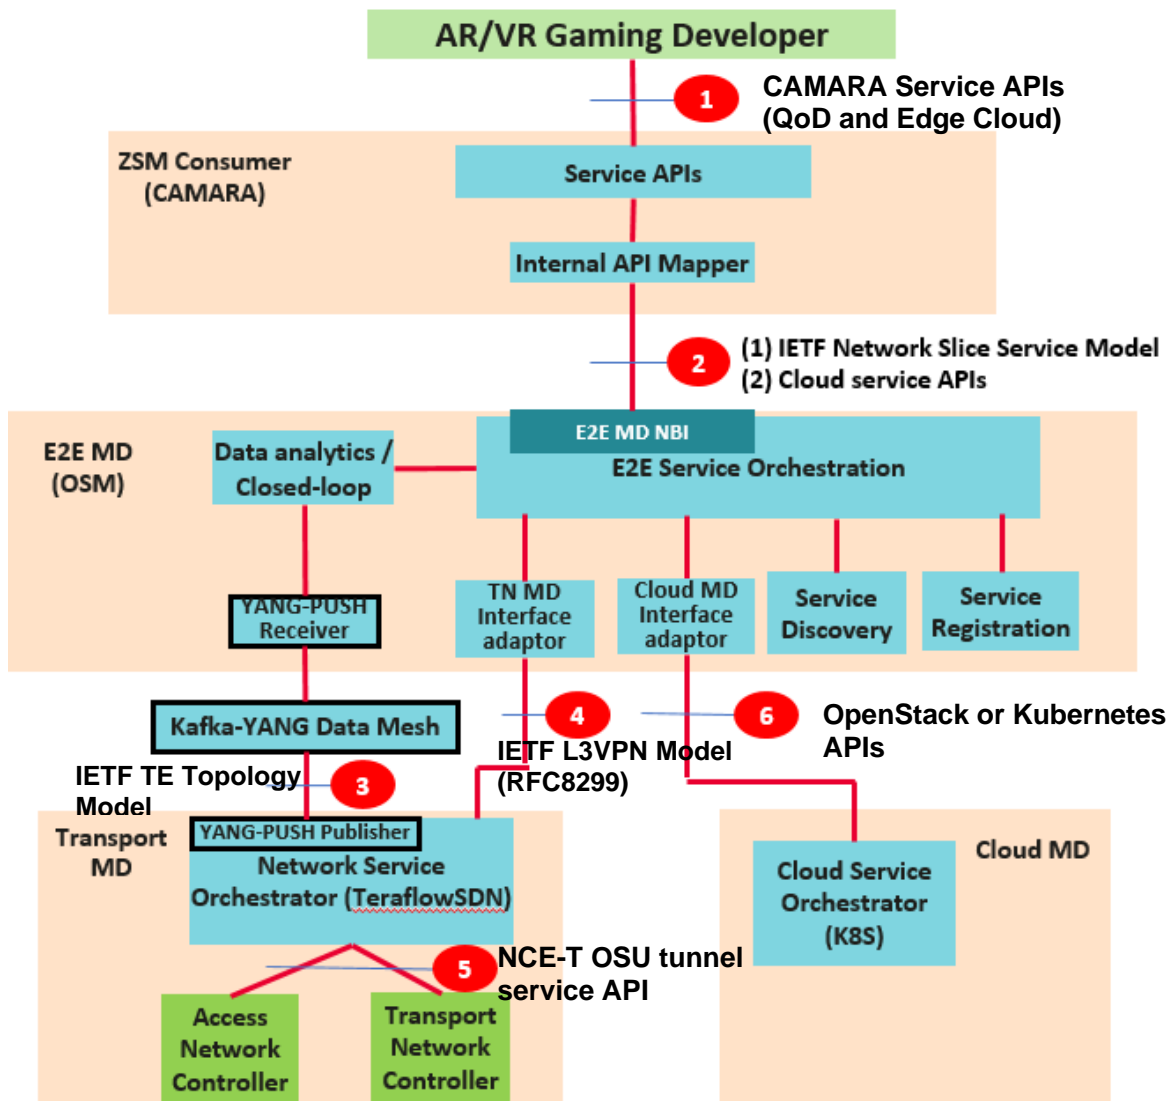 AR/VR Gaming Developer
1
CAMARA Service APIs
(QoD and Edge Cloud)
ZSM Consumer
(CAMARA)
Service APIs
Internal API Mapper
2
(1) IETF Network Slice Service Model
(2) Cloud service APIs
E2E MD
(OSM)
Data analytics /
Closed-loop
E2E MD NBI
E2E Service Orchestration
YANG-PUSH
Receiver
TN MD
Interface
adaptor
Cloud MD
Interface
adaptor
Service
Discovery
Service
Registration
Kafka-YANG Data Mesh
4
IETF L3VPN Model
(RFC8299)
6
OpenStack or Kubernetes
APIs
IETF TE Topology
Model
3
Transport
MD
YANG-PUSH Publisher
Network Service
Orchestrator (TeraflowSDN)
Cloud MD
Cloud Service
Orchestrator
(K8S)
5
NCE-T OSU tunnel
service API
Access
Network
Controller
Transport
Network
Controller